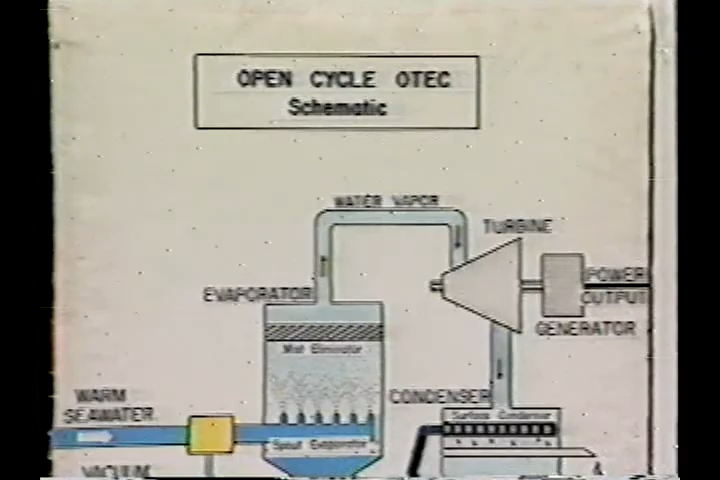 OPEN CYCLE OTEC
Schematic
WATER VAPOR
TURBINE
EVAPORATOR
POWER
OUTPUT
GENERATOR
Mist Eliminator
WARM
SEAWATER
CONDENSER
Surface Condenser
Spout Evaporator
VACUUM